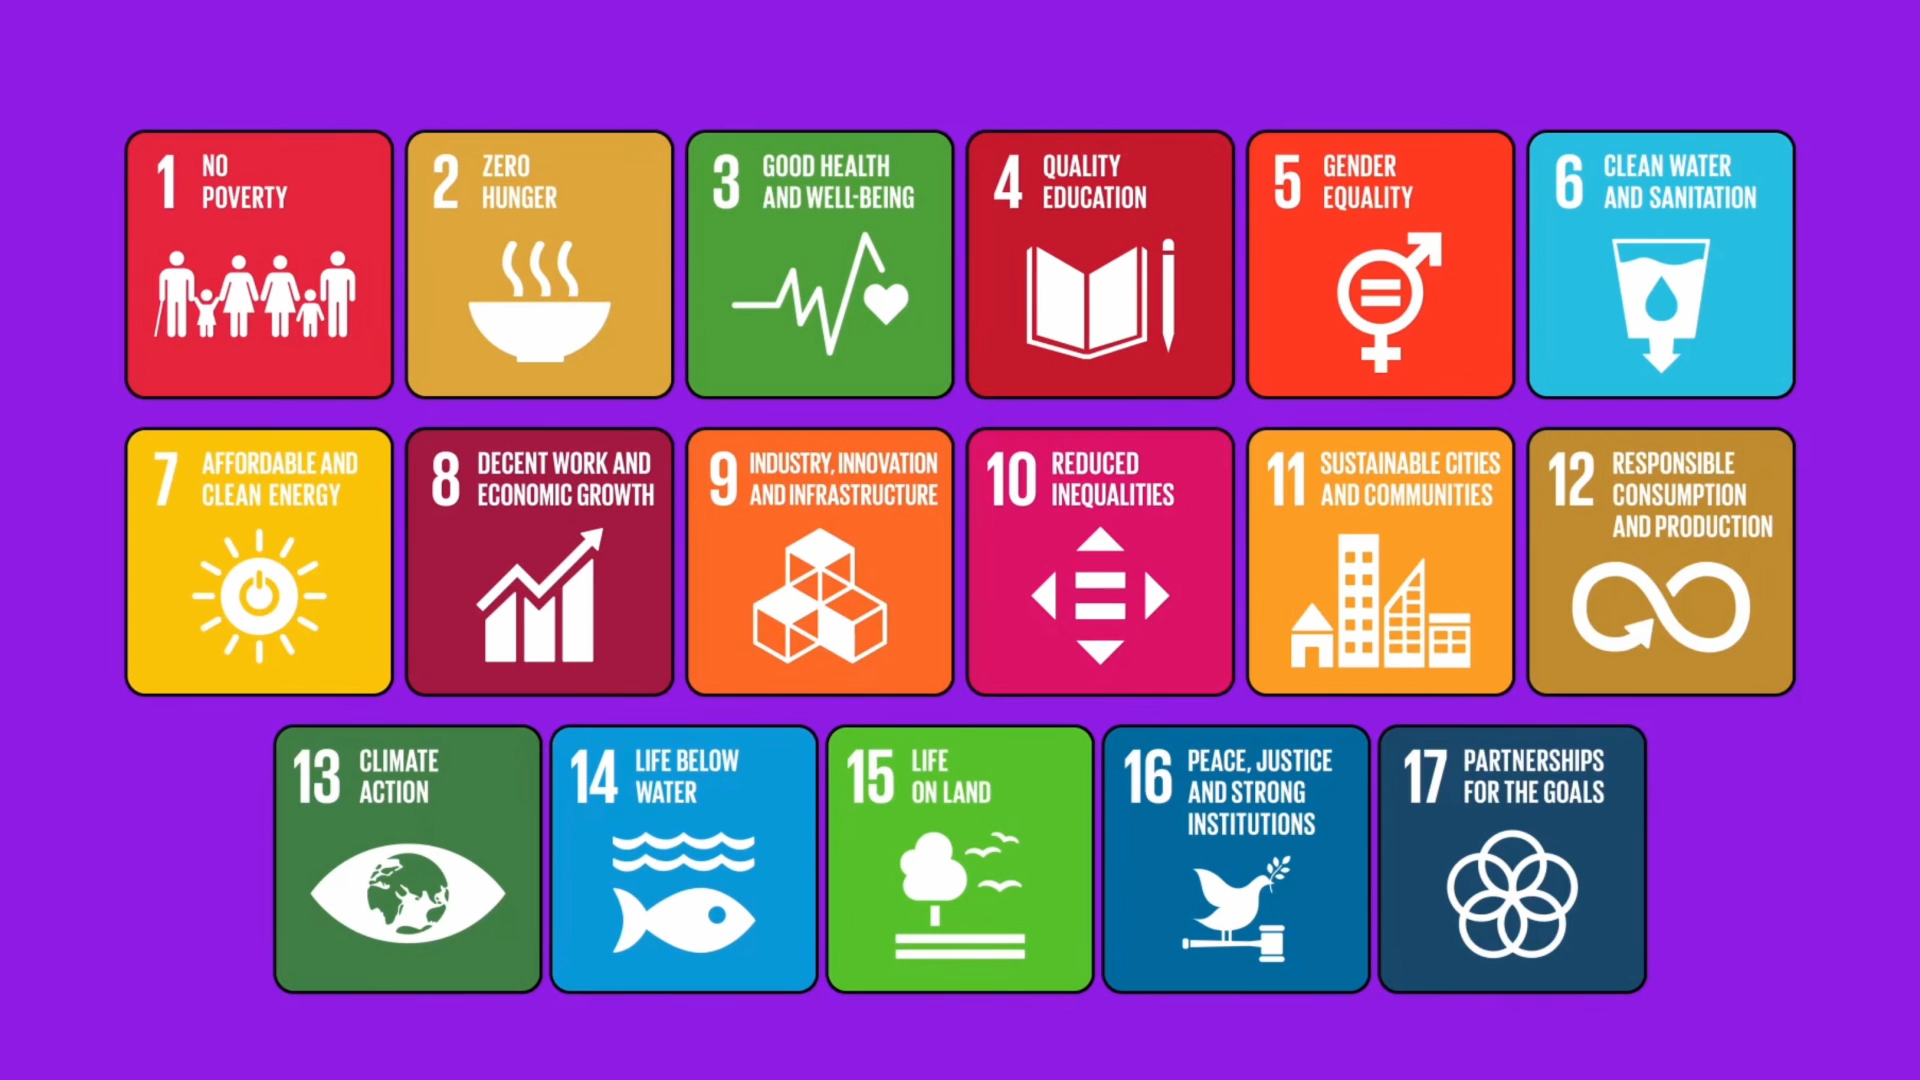 1 NO
POVERTY
2 ZERO
HUNGER
3 GOOD HEALTH
AND WELL-BEING
4 QUALITY
EDUCATION
5 GENDER
EQUALITY
6 CLEAN WATER
AND SANITATION
7 AFFORDABLE AND
CLEAN ENERGY
8 DECENT WORK AND
ECONOMIC GROWTH
9 INDUSTRY, INNOVATION
AND INFRASTRUCTURE
10 REDUCED
INEQUALITIES
11 SUSTAINABLE CITIES
AND COMMUNITIES
12 RESPONSIBLE
CONSUMPTION
AND PRODUCTION
13 CLIMATE
ACTION
14 LIFE BELOW
WATER
15 LIFE
ON LAND
16 PEACE, JUSTICE
AND STRONG
INSTITUTIONS
17 PARTNERSHIPS
FOR THE GOALS